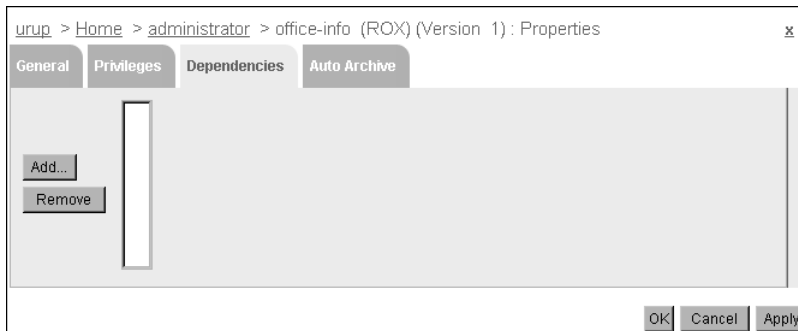 urup > Home > administrator > office-info (ROX) (Version 1) : Properties x
General Privileges Dependencies Auto Archive
Add...
Remove
OK Cancel Apply